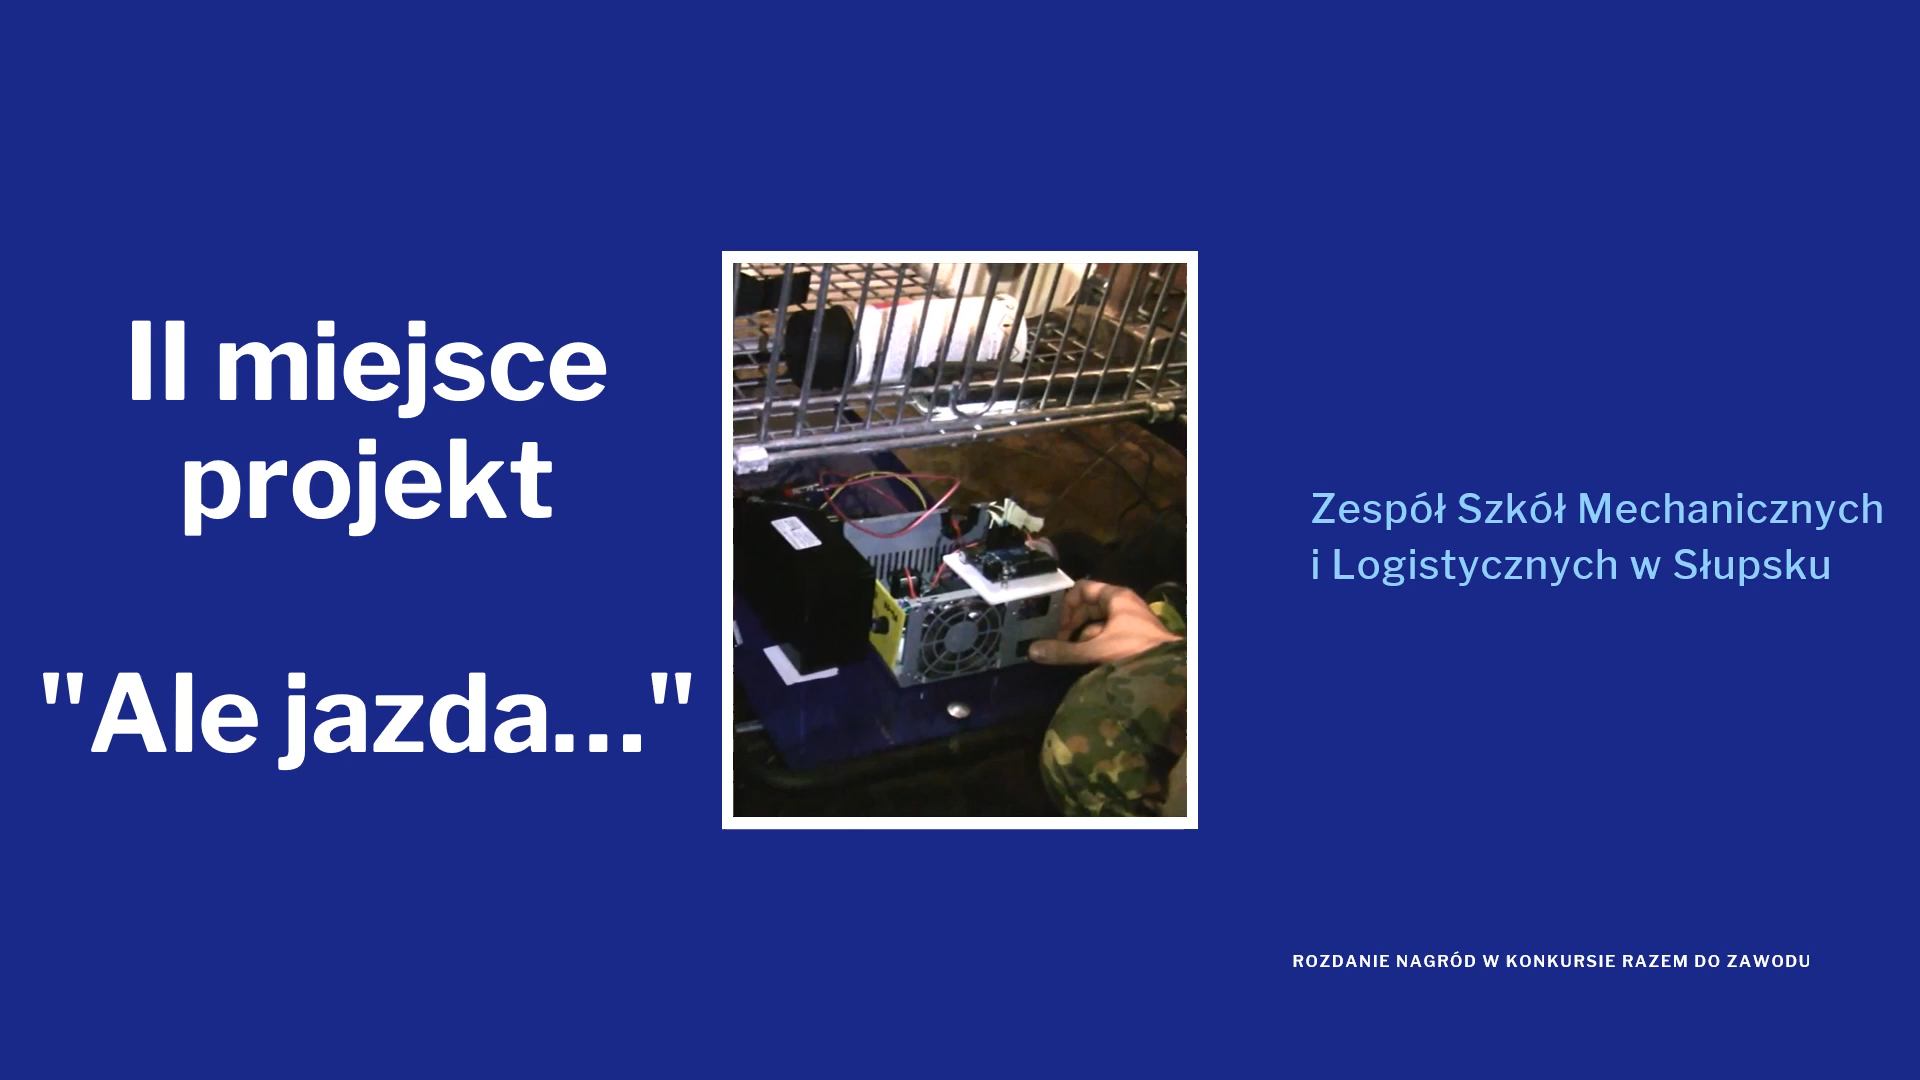 II miejsce
projekt
"Ale jazda..."
Zespół Szkół Mechanicznych
i Logistycznych w Słupsku
ROZDANIE NAGRÓD W KONKURSIE RAZEM DO ZAWODU